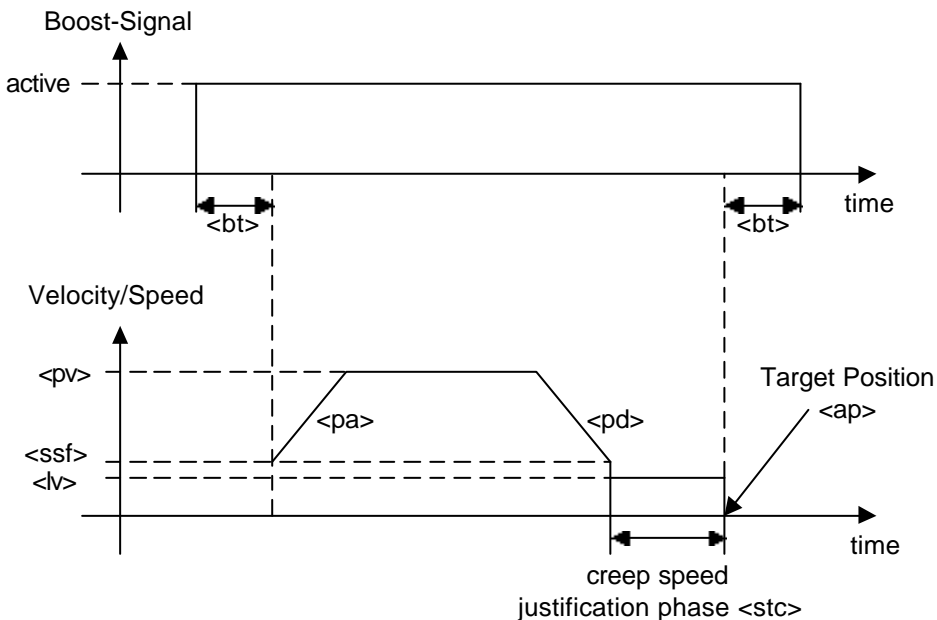 Boost-Signal
active
time
<bt>
<bt>
Velocity/Speed
<pv>
Target Position
<ap>
<pa>
<pd>
<ssf>
<lv>
time
creep speed
justification phase <stc>